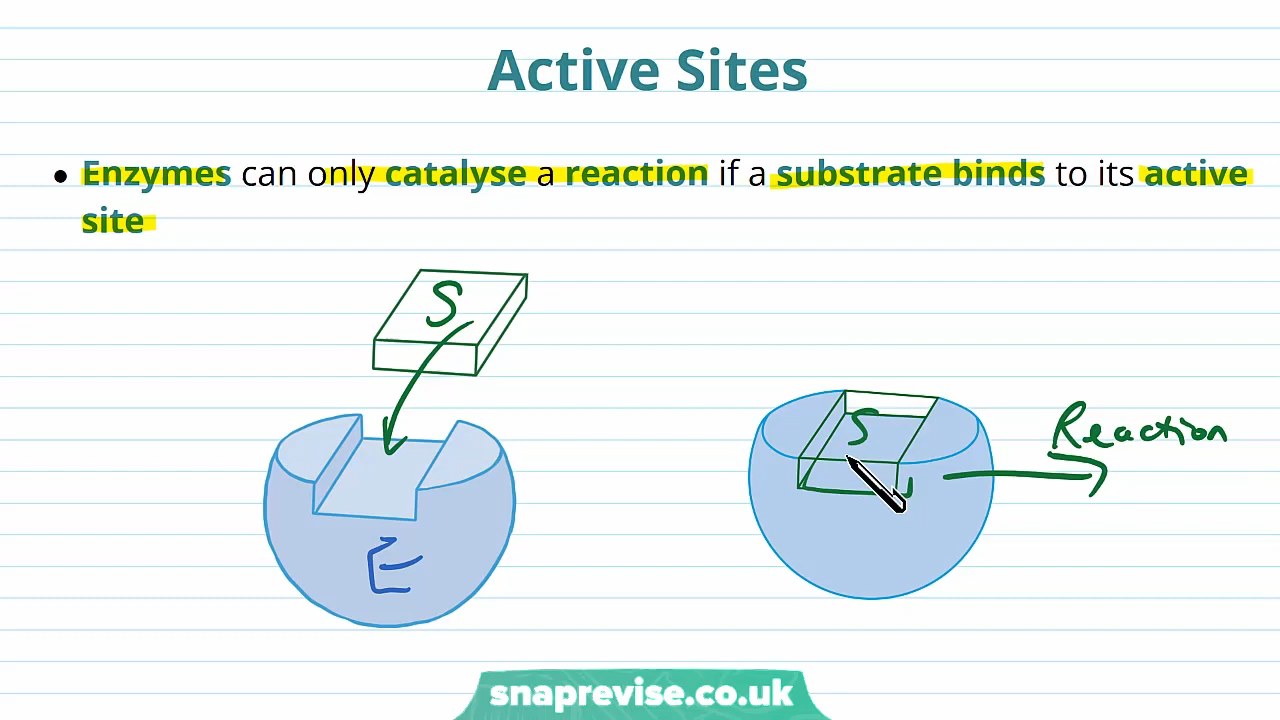 Active Sites
• Enzymes can only catalyse a reaction if a substrate binds to its active
site
S
E
S
Reaction
snaprevise.co.uk